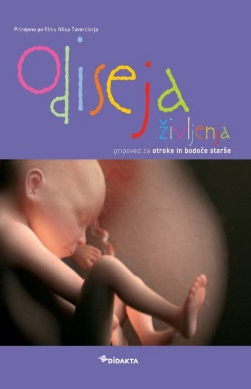 Prirejeno po filmu Nilsa Tavernierja
Odiseja
življenja
pripoved za otroke in bodoče starše
DIDAKTA